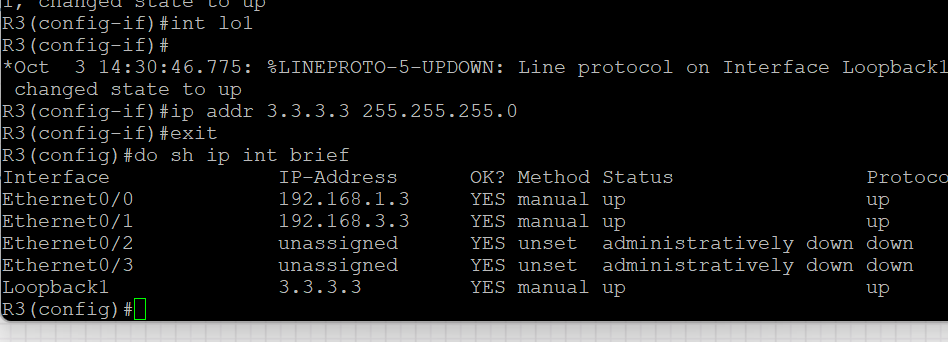 1, changed state to up
R3(config-if)#int lo1
R3(config-if)#
*Oct  3 14:30:46.775: %LINEPROTO-5-UPDOWN: Line protocol on Interface Loopback1
 changed state to up
R3(config-if)#ip addr 3.3.3.3 255.255.255.0
R3(config-if)#exit
R3(config)#do sh ip int brief
Interface              IP-Address      OK? Method Status                Protoco
Ethernet0/0            192.168.1.3     YES manual up                    up
Ethernet0/1            192.168.3.3     YES manual up                    up
Ethernet0/2            unassigned      YES unset  administratively down down
Ethernet0/3            unassigned      YES unset  administratively down down
Loopback1              3.3.3.3         YES manual up                    up
R3(config)#